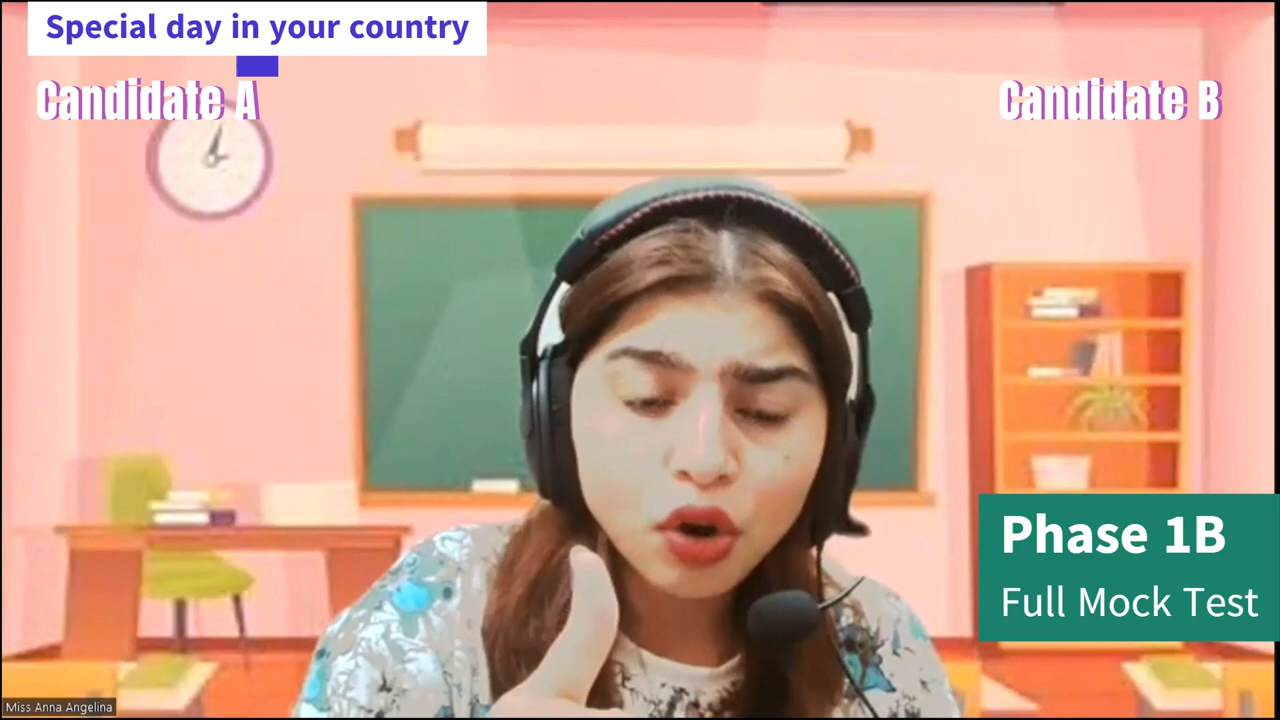 Special day in your country
Candidate A
Candidate B
Phase 1B
Full Mock Test
Miss Anna Angelina